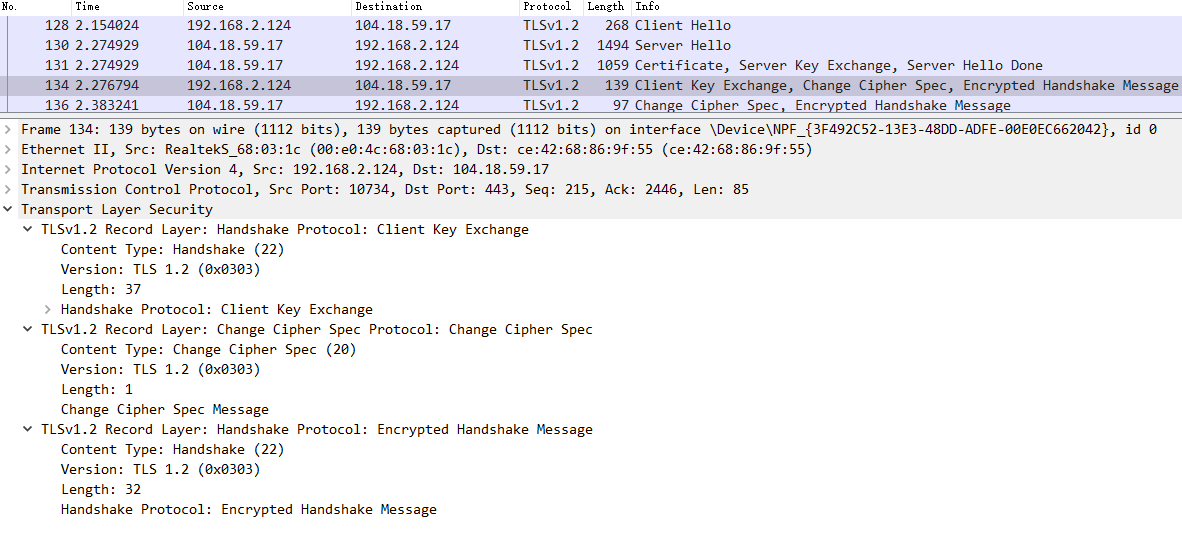 No. Time Source Destination Protocol Length Info
128 2.154024 192.168.2.124 104.18.59.17 TLSv1.2 268 Client Hello
130 2.274929 104.18.59.17 192.168.2.124 TLSv1.2 1494 Server Hello
131 2.274929 104.18.59.17 192.168.2.124 TLSv1.2 1059 Certificate, Server Key Exchange, Server Hello Done
134 2.276794 192.168.2.124 104.18.59.17 TLSv1.2 139 Client Key Exchange, Change Cipher Spec, Encrypted Handshake Message
136 2.383241 104.18.59.17 192.168.2.124 TLSv1.2 97 Change Cipher Spec, Encrypted Handshake Message
Frame 134: 139 bytes on wire (1112 bits), 139 bytes captured (1112 bits) on interface \Device\NPF_{3F492C52-13E3-48DD-ADFE-00E0EC662042}, id 0
Ethernet II, Src: RealtekS_68:03:1c (00:e0:4c:68:03:1c), Dst: ce:42:68:86:9f:55 (ce:42:68:86:9f:55)
Internet Protocol Version 4, Src: 192.168.2.124, Dst: 104.18.59.17
Transmission Control Protocol, Src Port: 10734, Dst Port: 443, Seq: 215, Ack: 2446, Len: 85
Transport Layer Security
TLSv1.2 Record Layer: Handshake Protocol: Client Key Exchange
Content Type: Handshake (22)
Version: TLS 1.2 (0x0303)
Length: 37
Handshake Protocol: Client Key Exchange
TLSv1.2 Record Layer: Change Cipher Spec Protocol: Change Cipher Spec
Content Type: Change Cipher Spec (20)
Version: TLS 1.2 (0x0303)
Length: 1
Change Cipher Spec Message
TLSv1.2 Record Layer: Handshake Protocol: Encrypted Handshake Message
Content Type: Handshake (22)
Version: TLS 1.2 (0x0303)
Length: 32
Handshake Protocol: Encrypted Handshake Message